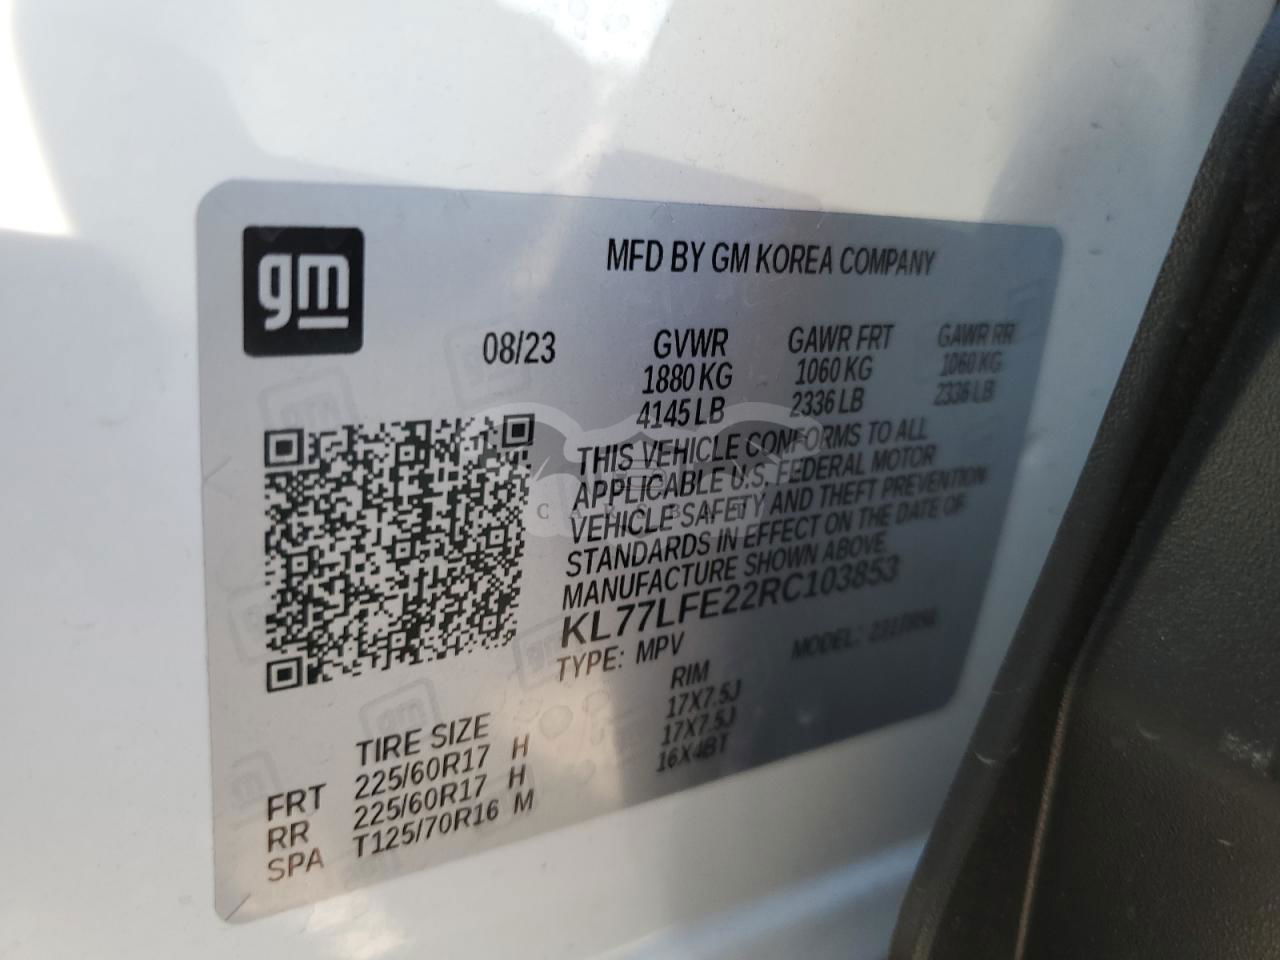 gm
MFD BY GM KOREA COMPANY
08/23 GVWR GAWR FRT GAWR RR
1880 KG 1060 KG 1060 KG
4145 LB 2336 LB 2336 LB
THIS VEHICLE CONFORMS TO ALL
APPLICABLE U.S. FEDERAL MOTOR
VEHICLE SAFETY AND THEFT PREVENTION
STANDARDS IN EFFECT ON THE DATE OF
MANUFACTURE SHOWN ABOVE.
KL77LFE22RC103853
TYPE: MPV MODEL:
TIRE SIZE RIM
FRT 225/60R17 H 17X7.5J
RR 225/60R17 H 17X7.5J
SPA T125/70R16 M 16X4BT